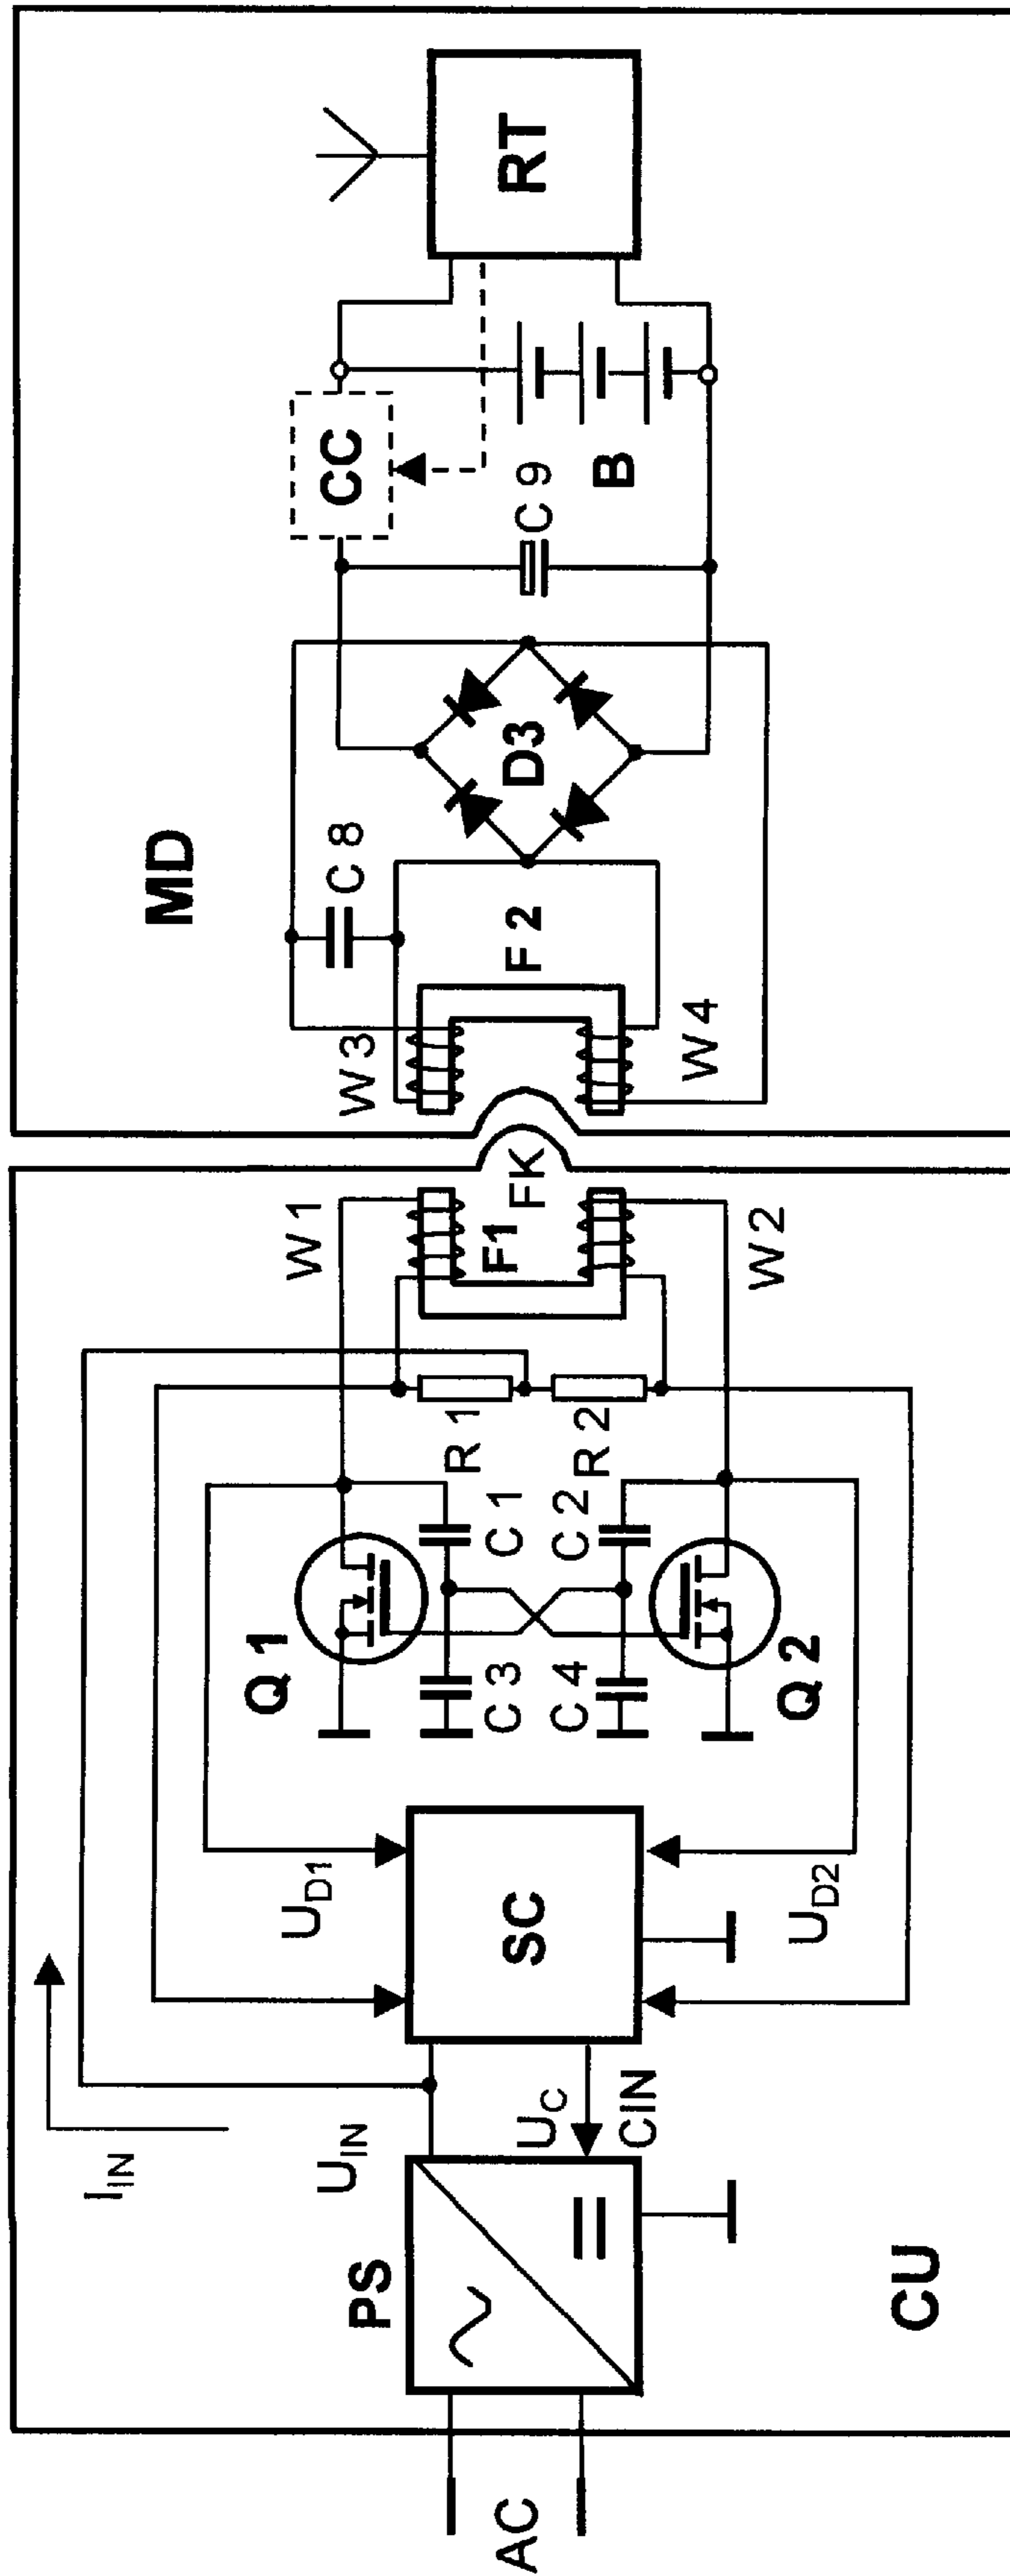 MD
RT
CC
B
C 9
D3
C 8
F 2
W 3
W 4
FK
F1
W 1
W 2
R 1
R 2
C 1
C 2
Q 1
C 3
C 4
Q 2
U_D1
SC
U_D2
I_IN
U_IN
U_C
CIN
PS
CU
AC